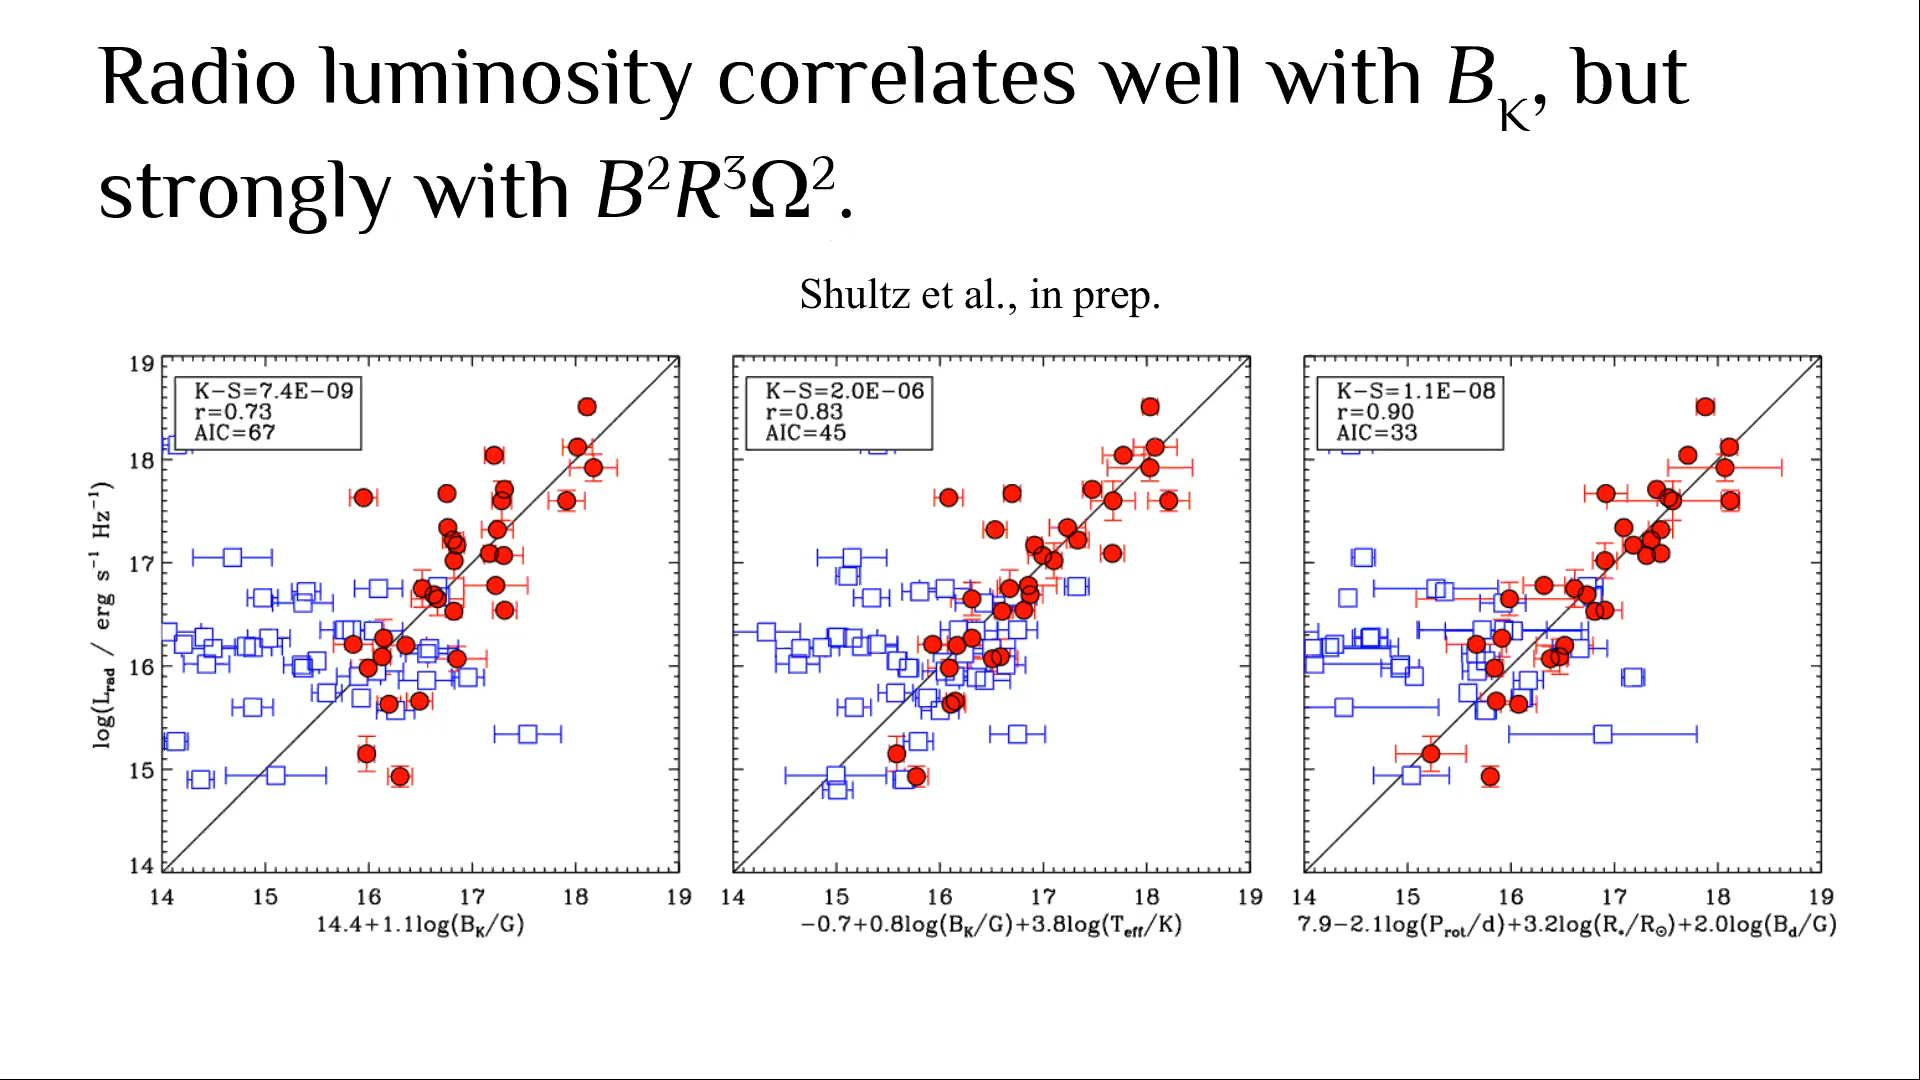 Radio luminosity correlates well with B_K, but
strongly with B²R³Ω².
Shultz et al., in prep.
log(L_rad / erg s⁻¹ Hz⁻¹)
19
18
17
16
15
14
K-S=7.4E-09
r=0.73
AIC=67
14 15 16 17 18 19
14.4+1.1log(B_K/G)
K-S=2.0E-06
r=0.83
AIC=45
14 15 16 17 18 19
-0.7+0.8log(B_K/G)+3.8log(T_eff/K)
K-S=1.1E-08
r=0.90
AIC=33
14 15 16 17 18 19
7.9-2.1log(P_rot/d)+3.2log(R_*/R_⊙)+2.0log(B_d/G)